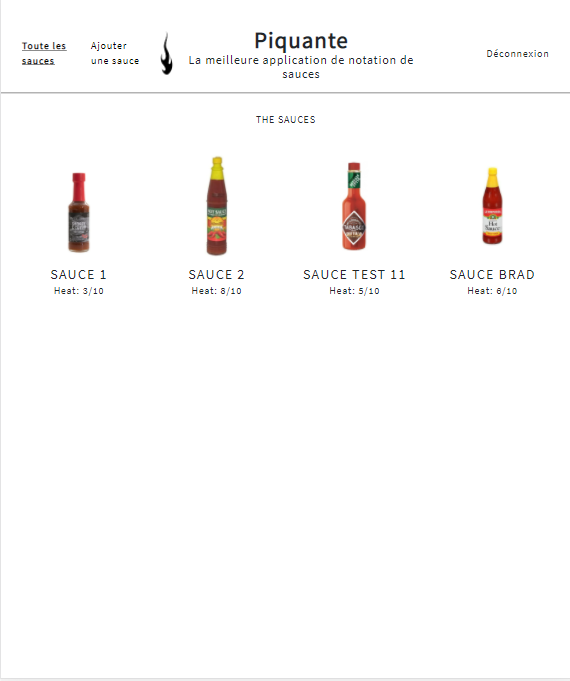 Toute les
sauces
Ajouter
une sauce
Piquante
La meilleure application de notation de
sauces
Déconnexion
THE SAUCES
SAUCE 1
Heat: 3/10
SAUCE 2
Heat: 8/10
SAUCE TEST 11
Heat: 5/10
SAUCE BRAD
Heat: 6/10